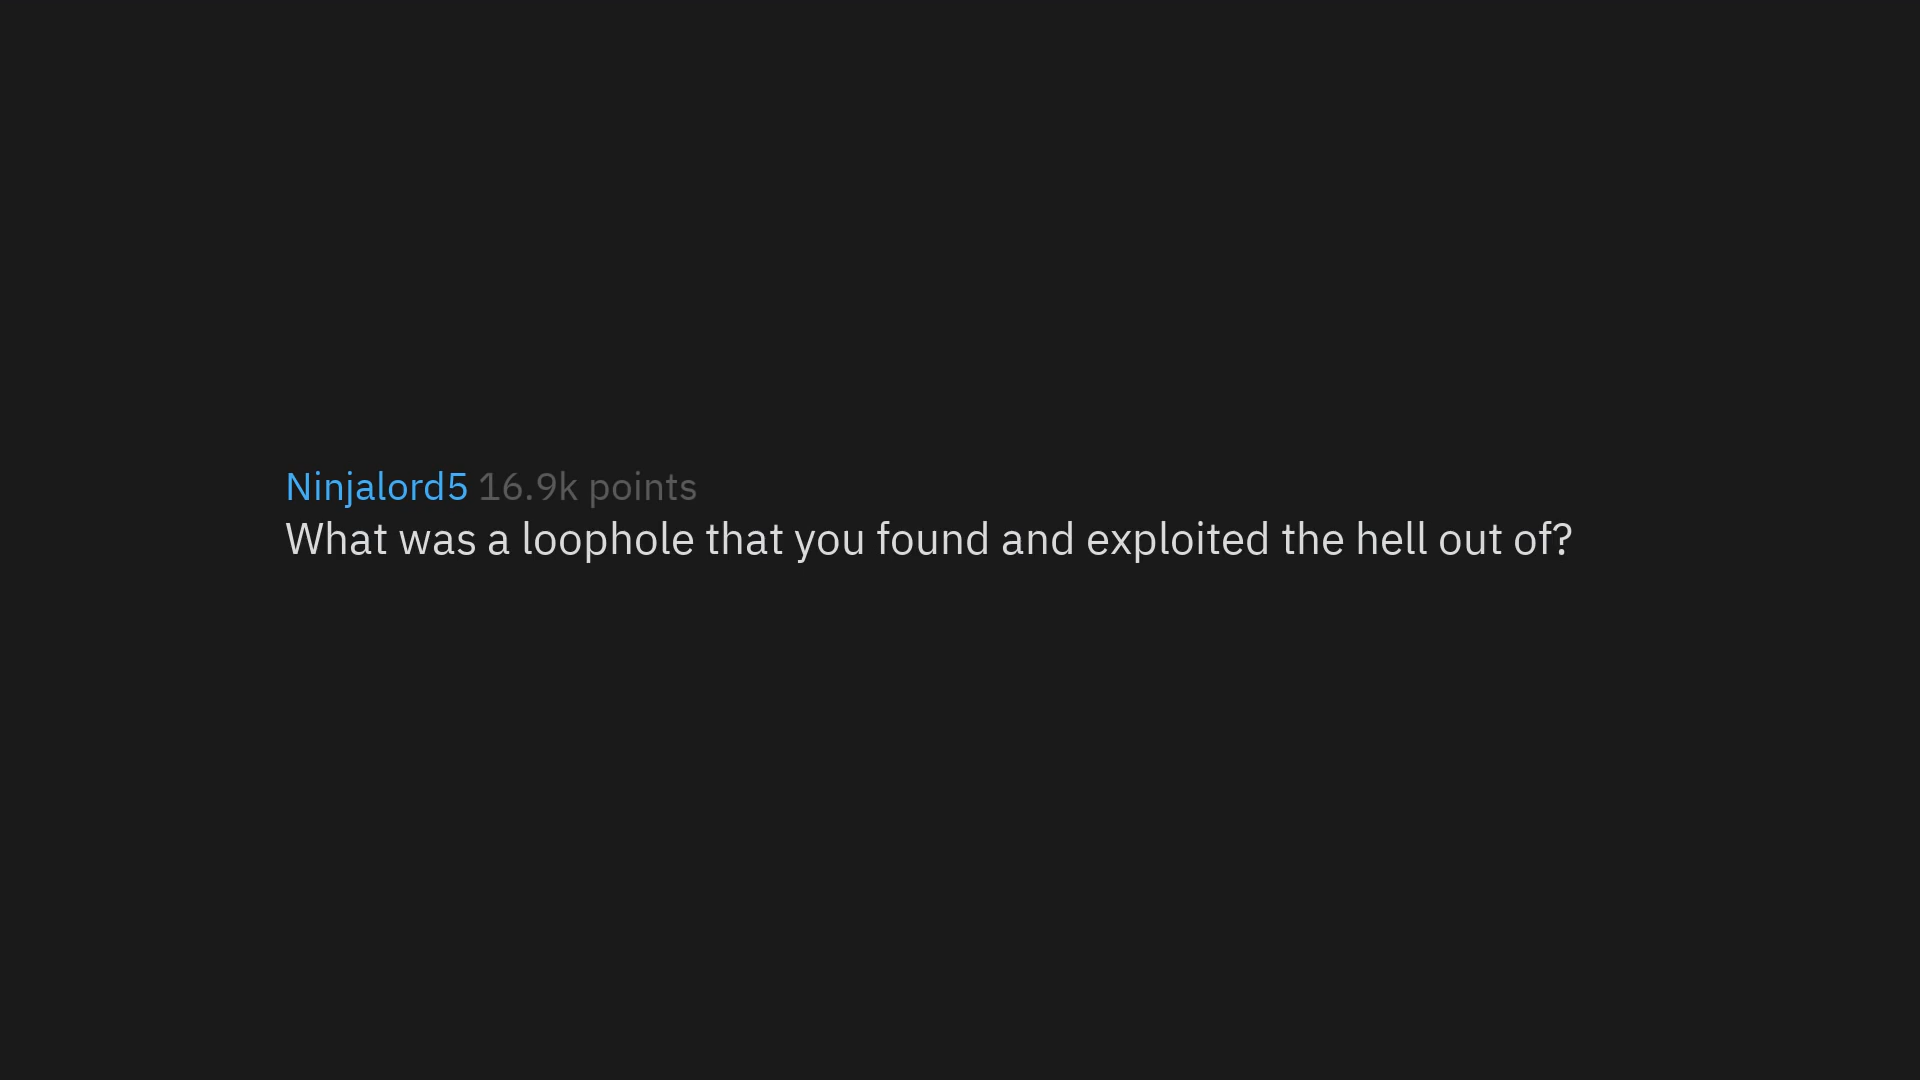 Ninjalord5 16.9k points
What was a loophole that you found and exploited the hell out of?